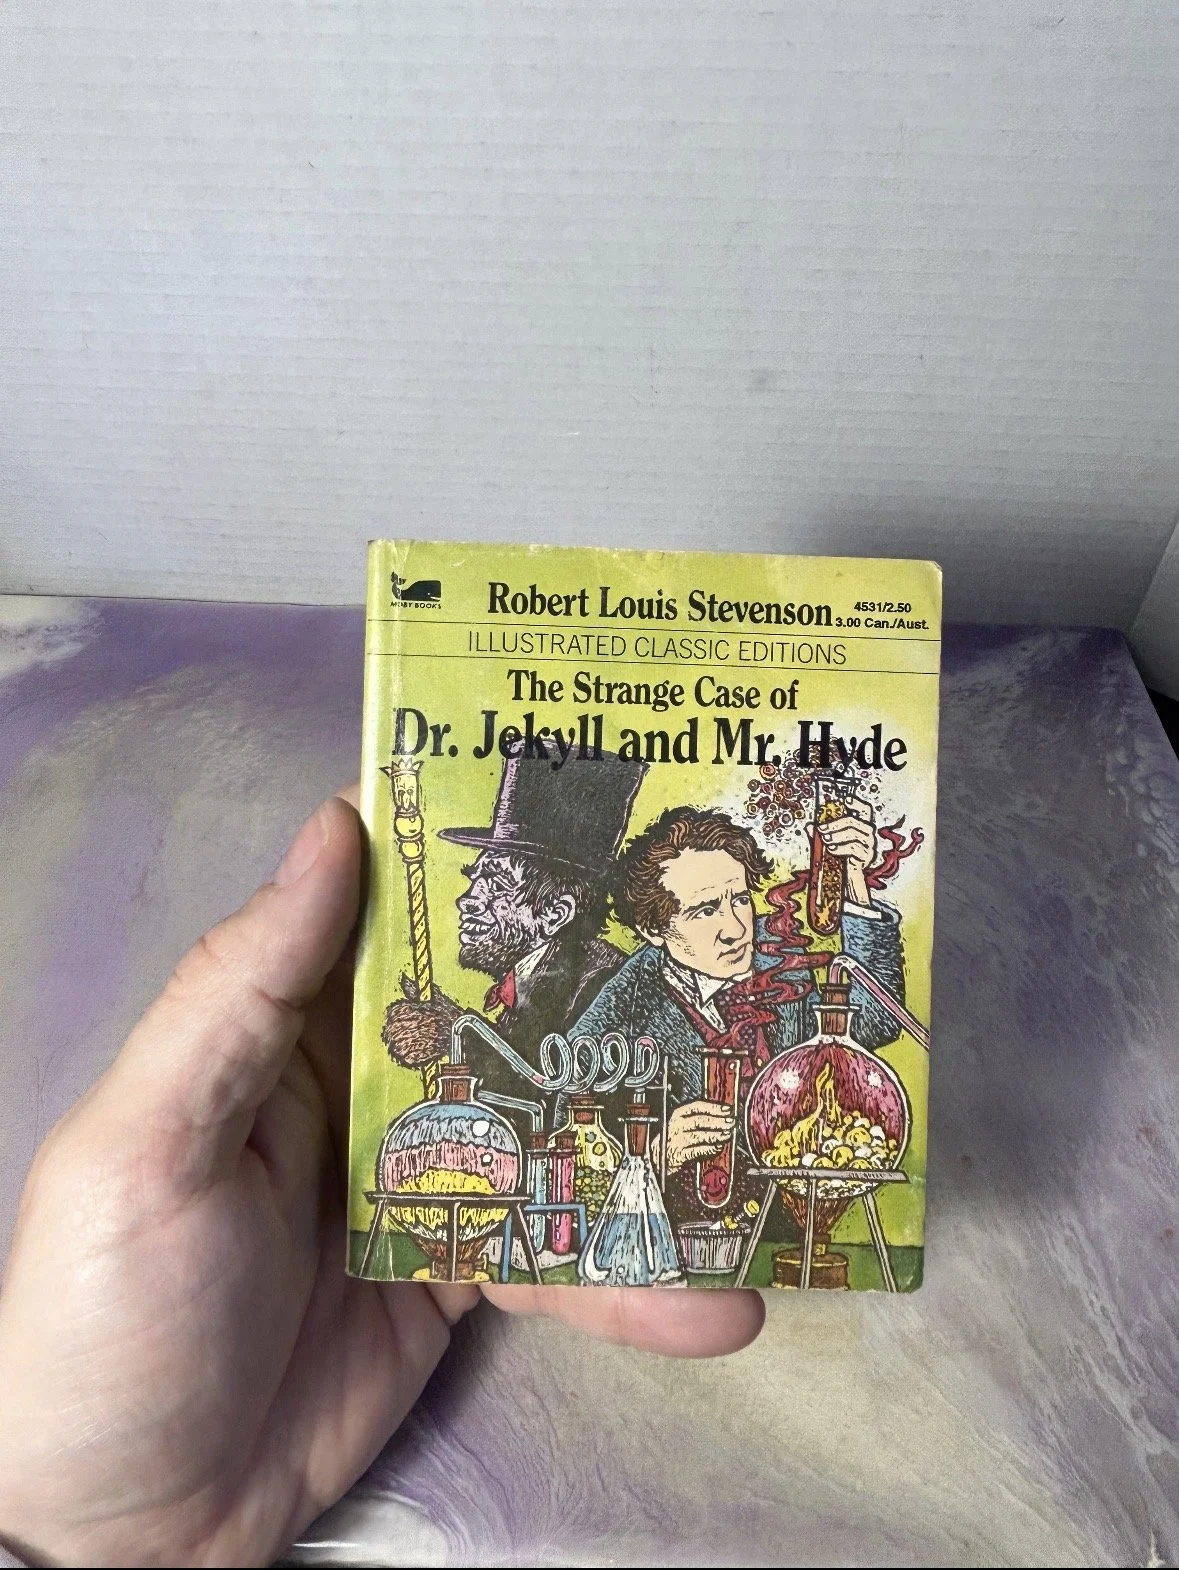 MOBY BOOKS
Robert Louis Stevenson
4531/2.50
3.00 Can./Aust.
ILLUSTRATED CLASSIC EDITIONS
The Strange Case of
Dr. Jekyll and Mr. Hyde